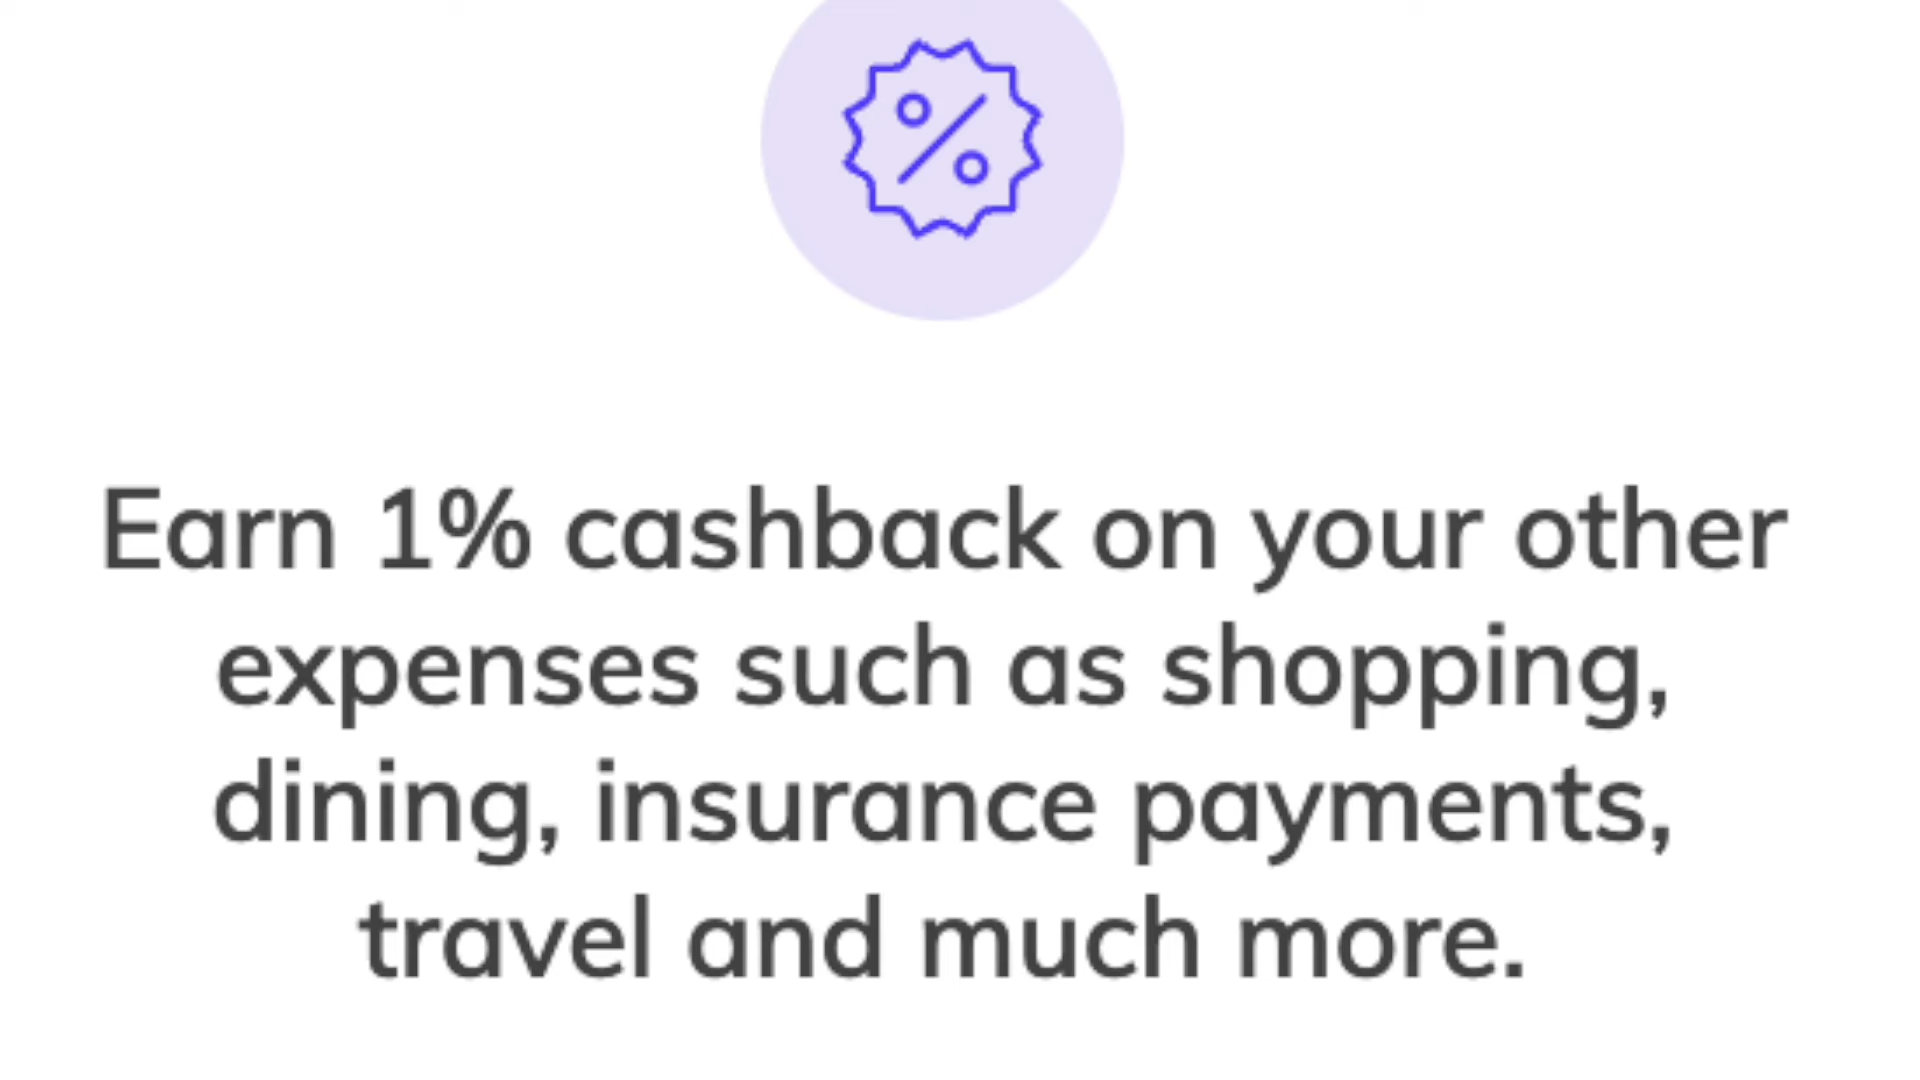 %
Earn 1% cashback on your other
expenses such as shopping,
dining, insurance payments,
travel and much more.